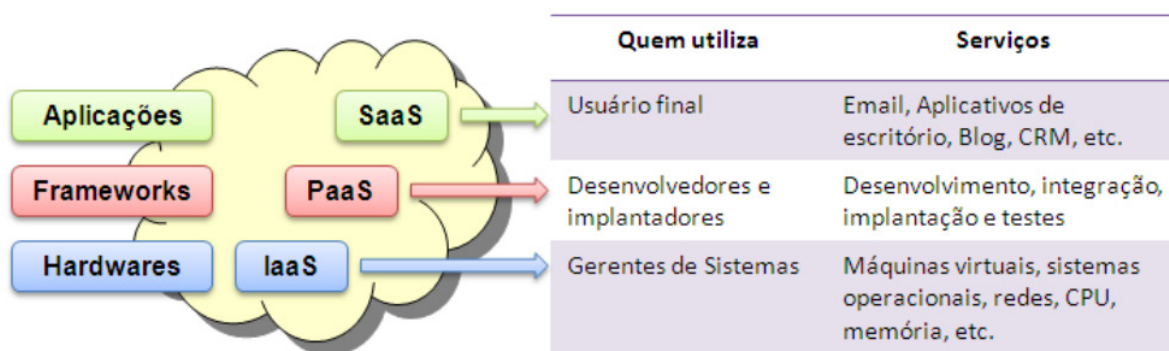 Quem utiliza Serviços
Aplicações SaaS Usuário final Email, Aplicativos de
escritório, Blog, CRM, etc.
Frameworks PaaS Desenvolvedores e Desenvolvimento, integração,
implantadores implantação e testes
Hardwares IaaS Gerentes de Sistemas Máquinas virtuais, sistemas
operacionais, redes, CPU,
memória, etc.